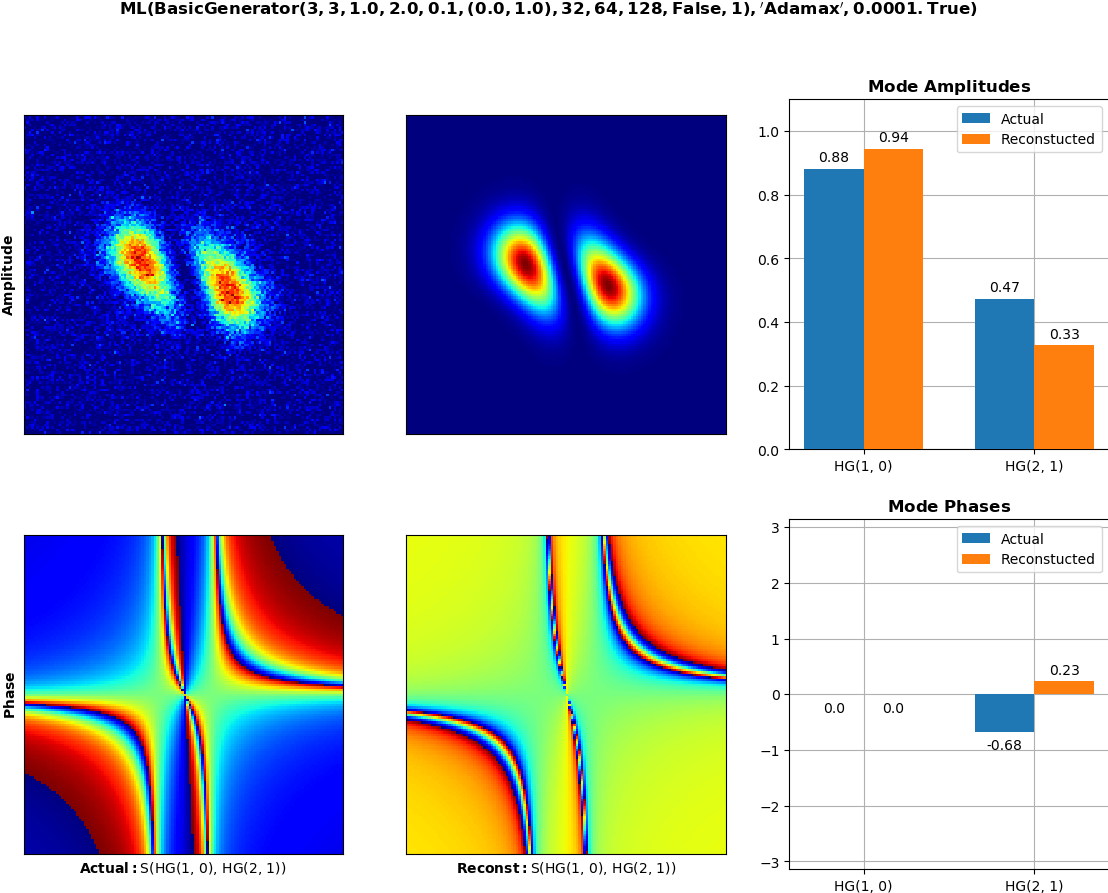 ML(BasicGenerator(3, 3, 1.0, 2.0, 0.1, (0.0, 1.0), 32, 64, 128, False, 1), ′Adamax′, 0.0001. True)
Mode Amplitudes
Actual
Reconstucted
1.0
0.8
0.6
0.4
0.2
0.0
0.88
0.94
0.47
0.33
HG(1, 0)
HG(2, 1)
Amplitude
Mode Phases
Actual
Reconstucted
3
2
1
0
−1
−2
−3
0.0
0.0
0.23
-0.68
HG(1, 0)
HG(2, 1)
Phase
Actual: S(HG(1, 0), HG(2, 1))
Reconst: S(HG(1, 0), HG(2, 1))